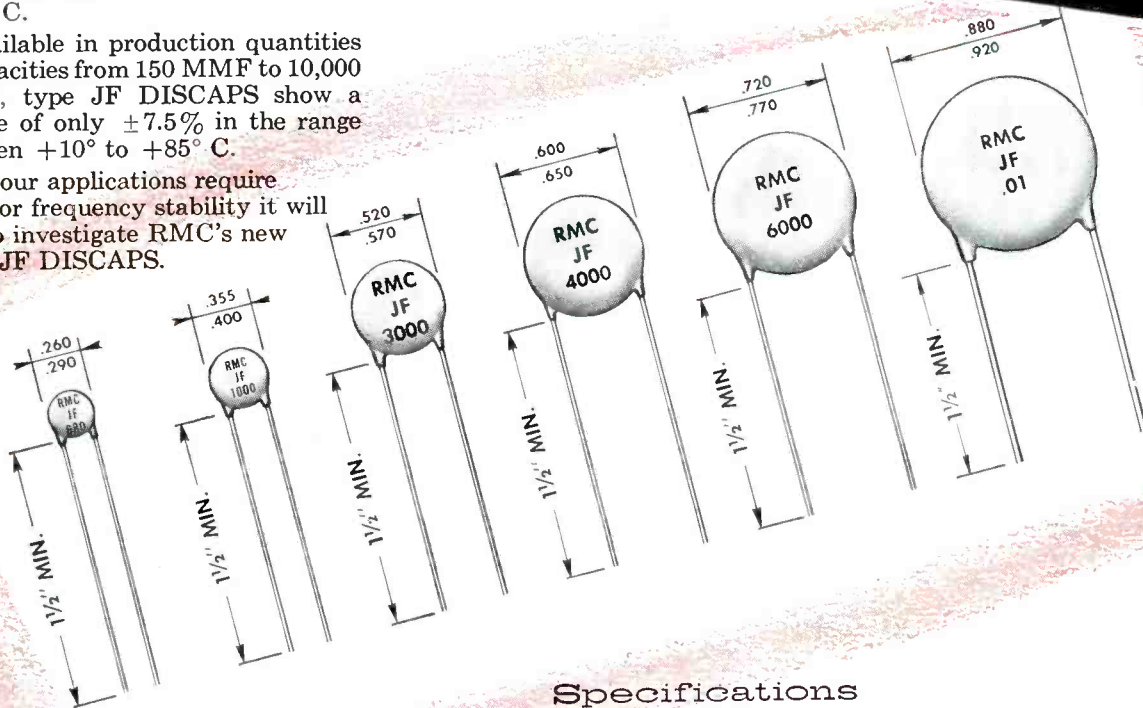 C.
ilable in production quantities
acities from 150 MMF to 10,000
, type JF DISCAPS show a
e of only ±7.5% in the range
en +10° to +85° C.
our applications require
or frequency stability it will
o investigate RMC's new
JF DISCAPS.
.260
.290
RMC
JF
1½" MIN.
.355
.400
RMC
JF
1000
1½" MIN.
.520
.570
RMC
JF
3000
1½" MIN.
.600
.650
RMC
JF
4000
1½" MIN.
.720
.770
RMC
JF
6000
1½" MIN.
.880
.920
RMC
JF
.01
1½" MIN.
Specifications